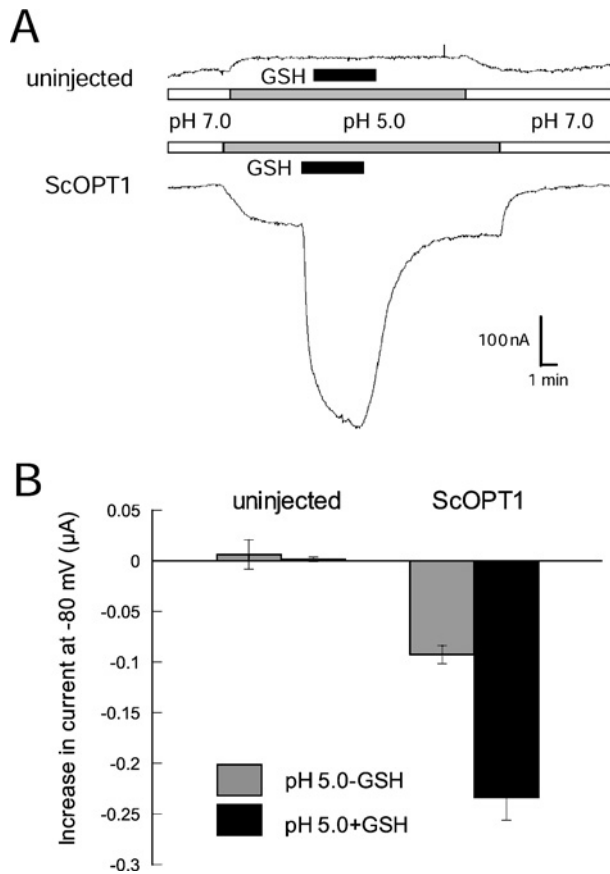 A
uninjected
GSH
pH 7.0 pH 5.0 pH 7.0
GSH
ScOPT1
100 nA
1 min
B
uninjected ScOPT1
Increase in current at -80 mV (µA)
0.05
0
-0.05
-0.1
-0.15
-0.2
-0.25
-0.3
pH 5.0-GSH
pH 5.0+GSH